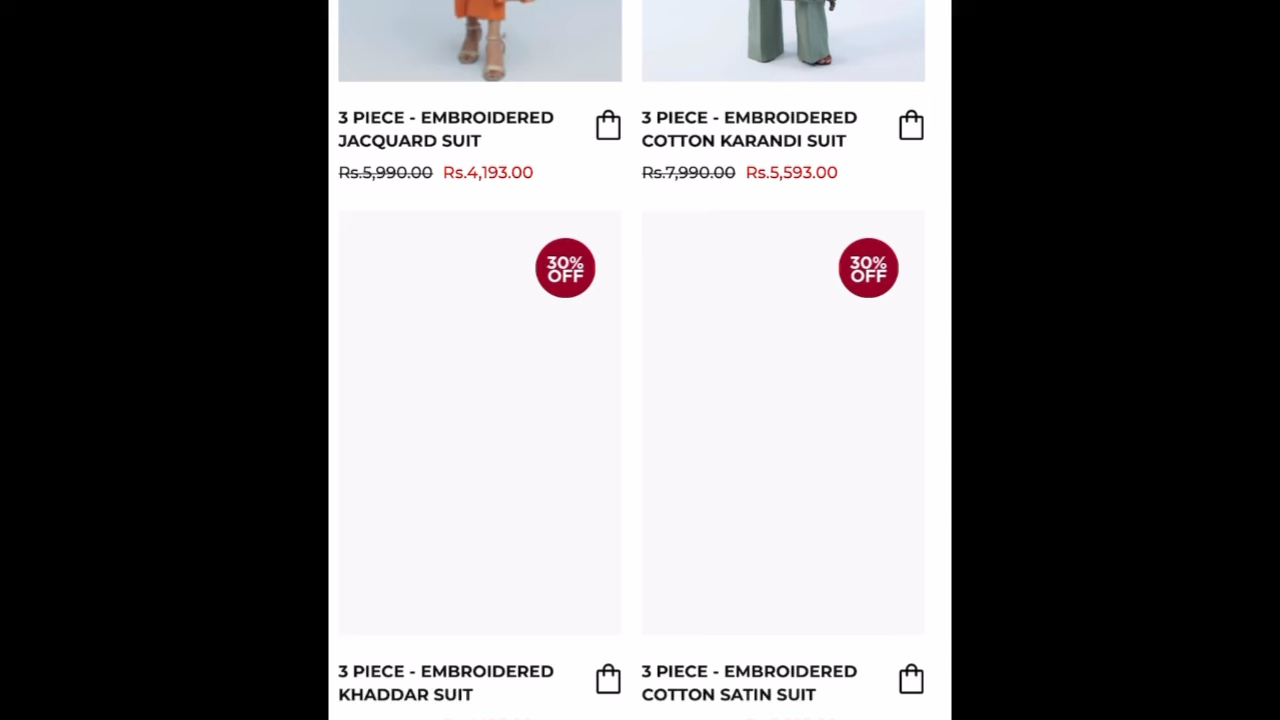 3 PIECE - EMBROIDERED
JACQUARD SUIT
Rs.5,990.00 Rs.4,193.00
3 PIECE - EMBROIDERED
COTTON KARANDI SUIT
Rs.7,990.00 Rs.5,593.00
30%
OFF
30%
OFF
3 PIECE - EMBROIDERED
KHADDAR SUIT
3 PIECE - EMBROIDERED
COTTON SATIN SUIT